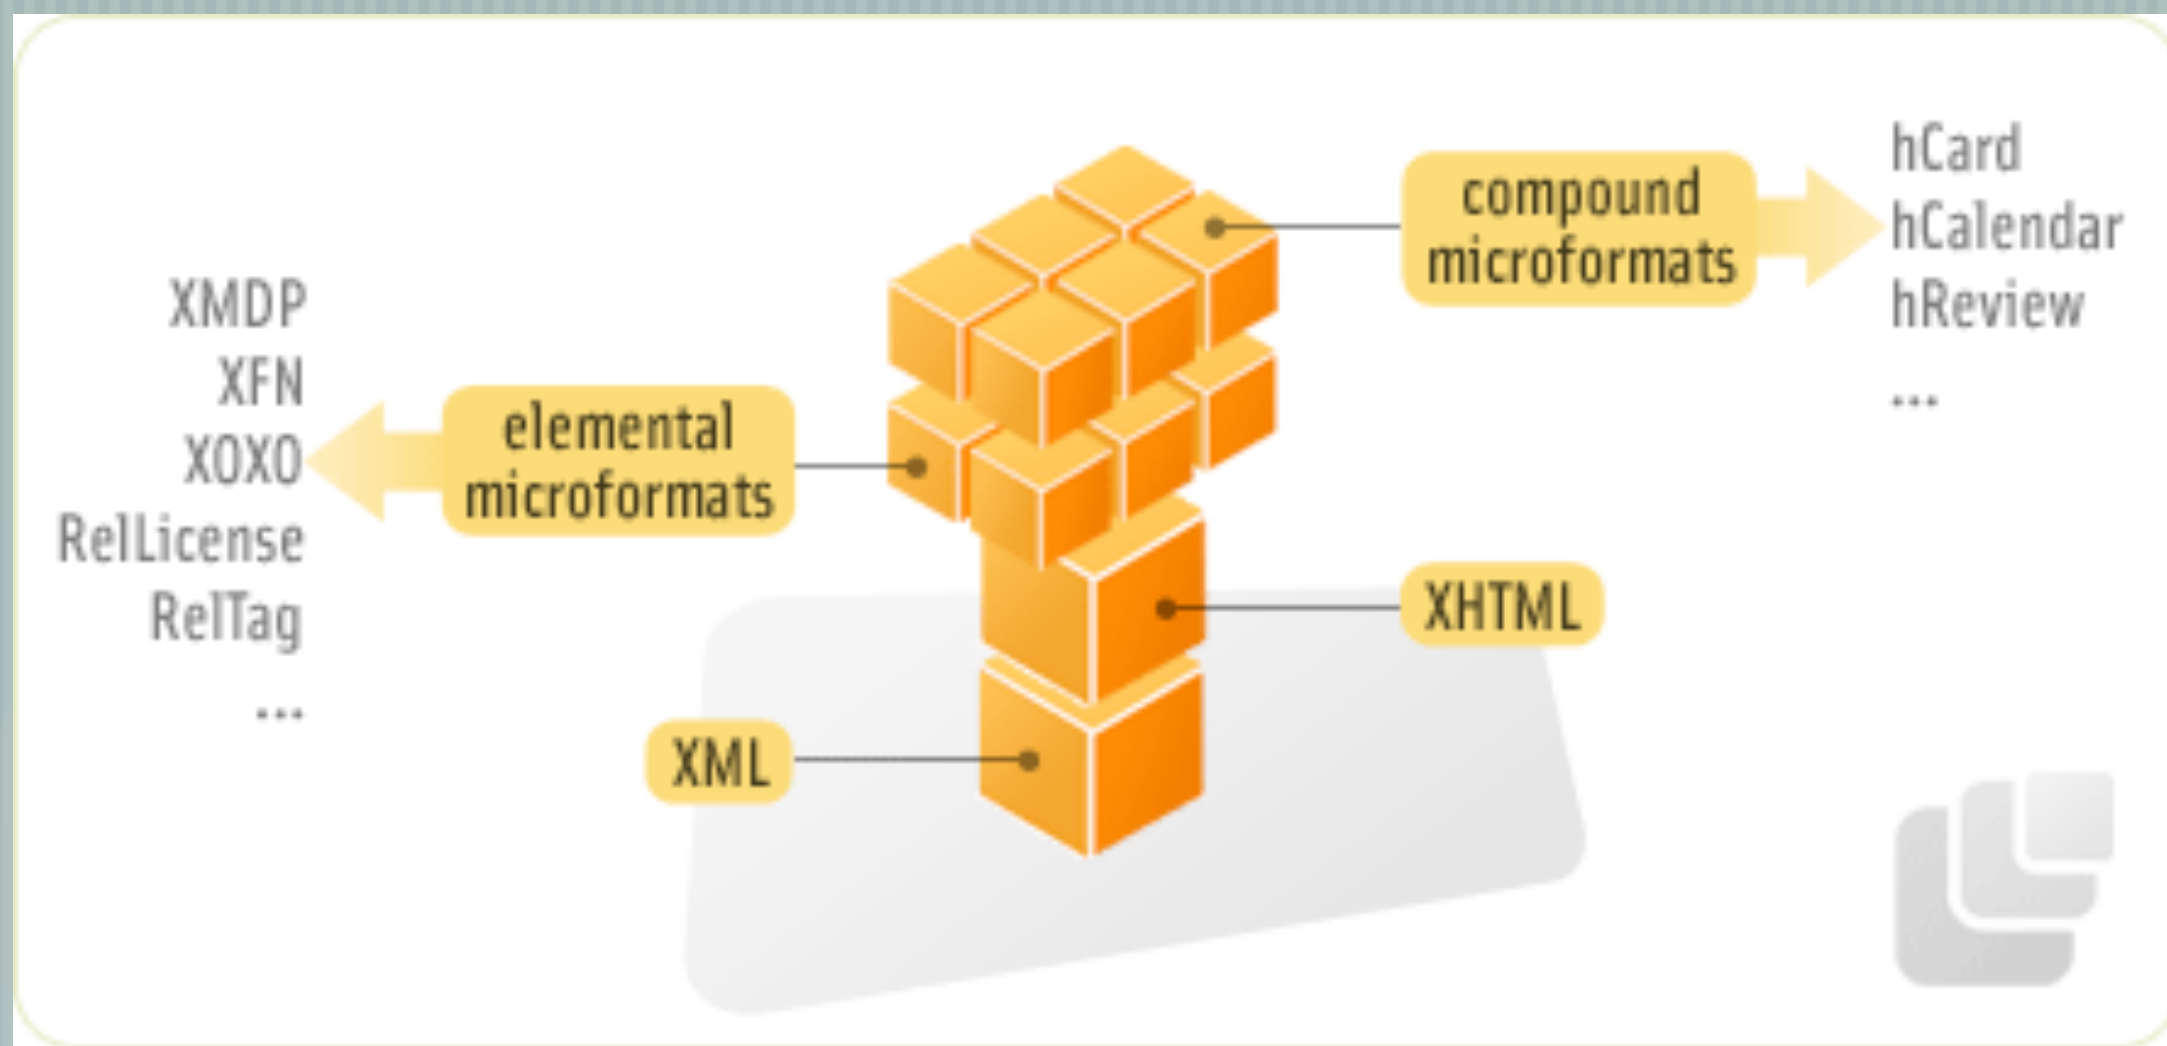 XMDP
XFN
XOXO
RelLicense
RelTag
...
elemental
microformats
compound
microformats
hCard
hCalendar
hReview
...
XHTML
XML